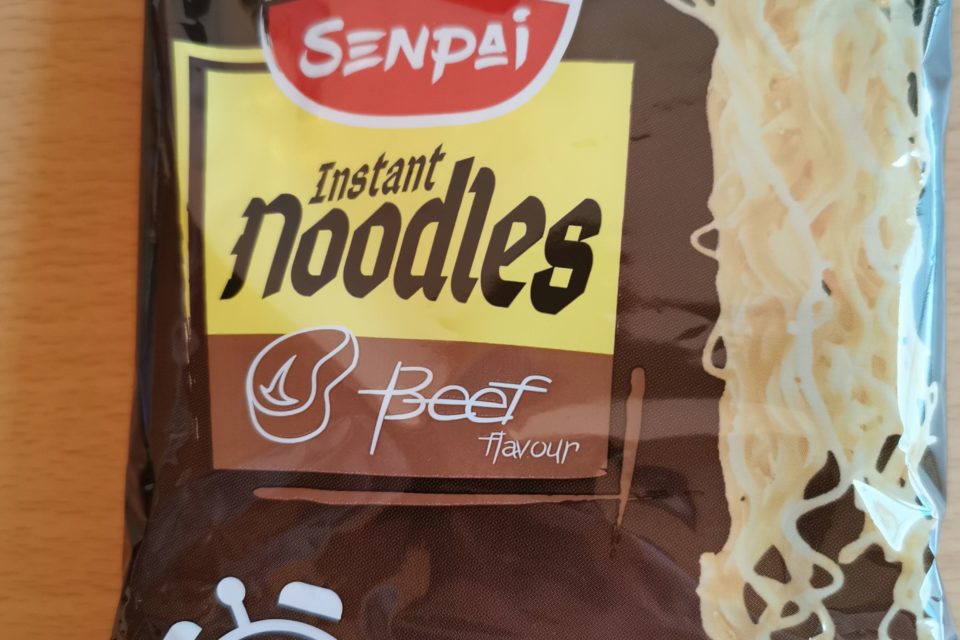 SENPAI
Instant
Noodles
Beef
flavour